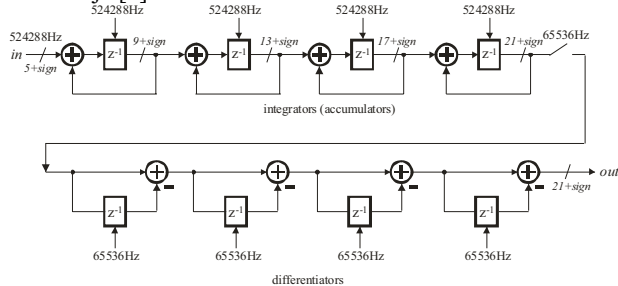 524288Hz 524288Hz 524288Hz 524288Hz
524288Hz 65536Hz
in z-1 9+sign z-1 13+sign z-1 17+sign z-1 21+sign
5+sign
integrators (accumulators)
out
21+sign
z-1 z-1 z-1 z-1
65536Hz 65536Hz 65536Hz 65536Hz
differentiators